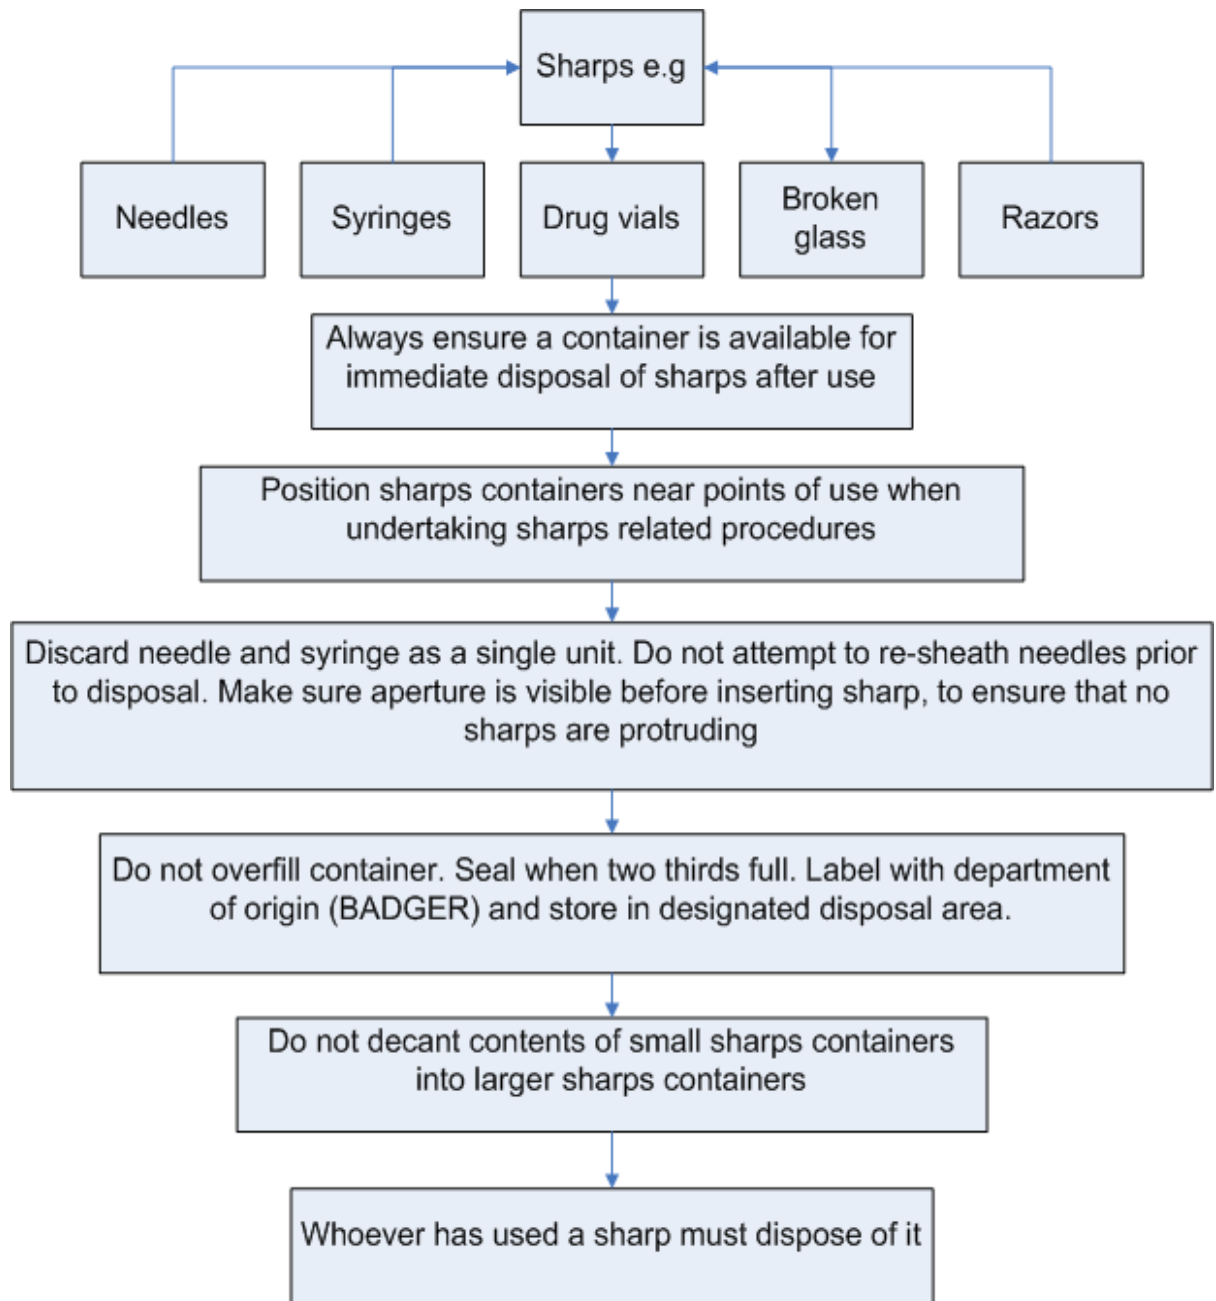 Sharps e.g
Needles
Syringes
Drug vials
Broken
glass
Razors
Always ensure a container is available for
immediate disposal of sharps after use
Position sharps containers near points of use when
undertaking sharps related procedures
Discard needle and syringe as a single unit. Do not attempt to re-sheath needles prior
to disposal. Make sure aperture is visible before inserting sharp, to ensure that no
sharps are protruding
Do not overfill container. Seal when two thirds full. Label with department
of origin (BADGER) and store in designated disposal area.
Do not decant contents of small sharps containers
into larger sharps containers
Whoever has used a sharp must dispose of it